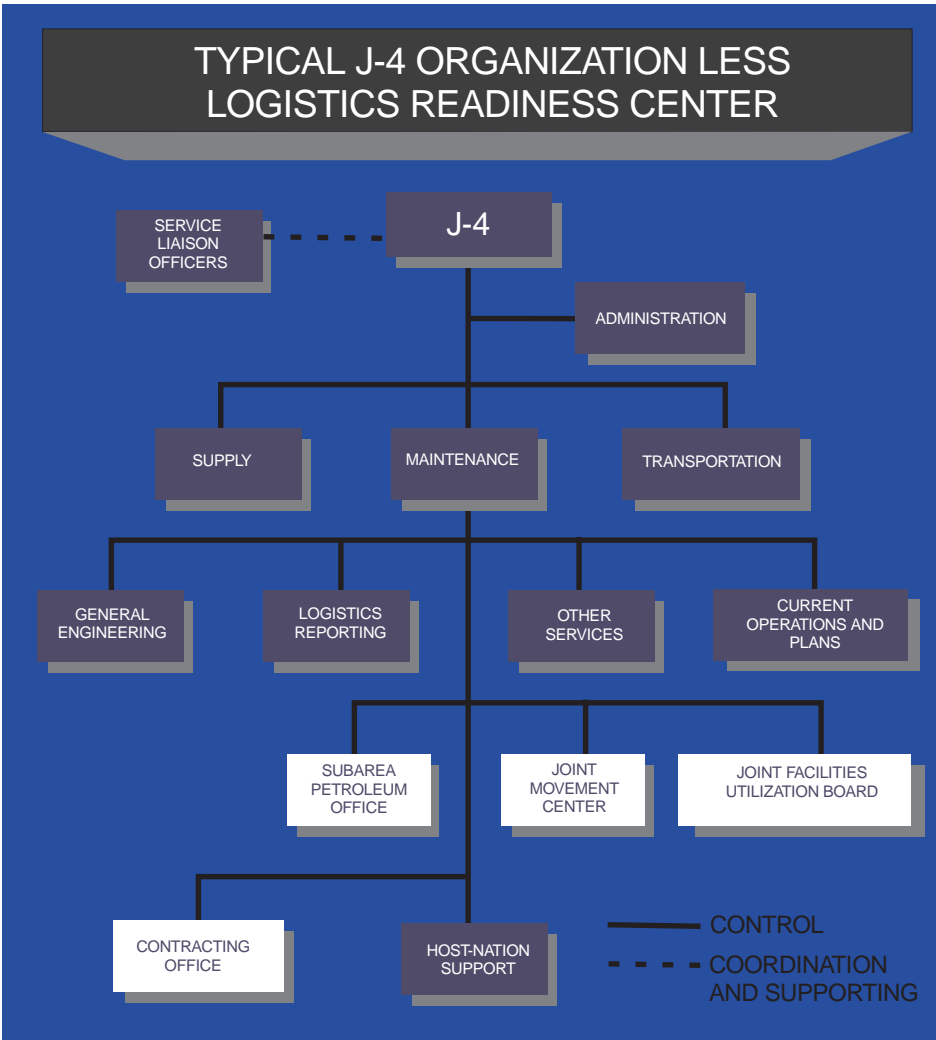 TYPICAL J-4 ORGANIZATION LESS
LOGISTICS READINESS CENTER
J-4
SERVICE
LIAISON
OFFICERS
ADMINISTRATION
SUPPLY
MAINTENANCE
TRANSPORTATION
GENERAL
ENGINEERING
LOGISTICS
REPORTING
OTHER
SERVICES
CURRENT
OPERATIONS AND
PLANS
SUBAREA
PETROLEUM
OFFICE
JOINT
MOVEMENT
CENTER
JOINT FACILITIES
UTILIZATION BOARD
CONTRACTING
OFFICE
HOST-NATION
SUPPORT
CONTROL
COORDINATION
AND SUPPORTING